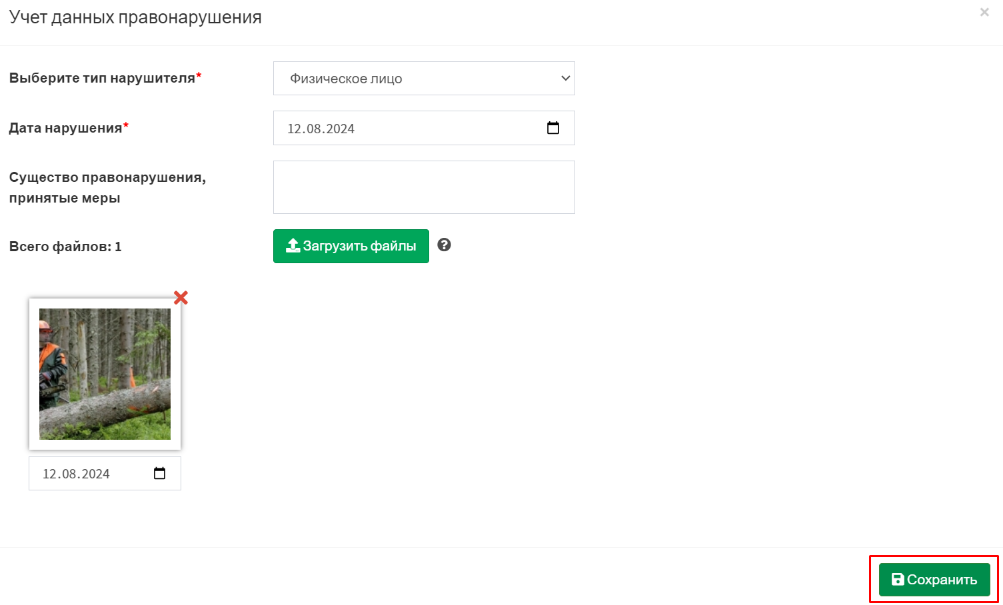 Учет данных правонарушения
×
Выберите тип нарушителя*
Физическое лицо
Дата нарушения*
12.08.2024
Существо правонарушения,
принятые меры
Всего файлов: 1
Загрузить файлы
?
12.08.2024
Сохранить